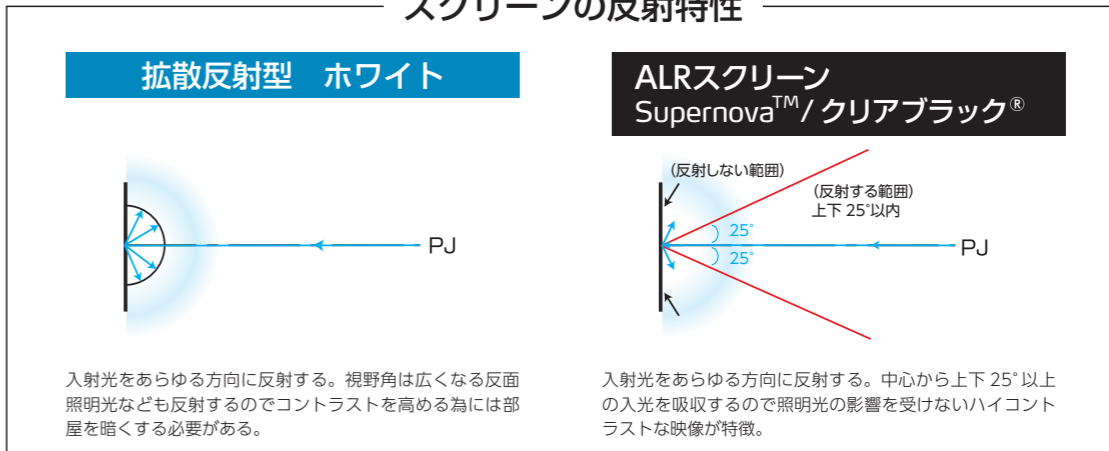 スクリーンの反射特性
拡散反射型 ホワイト
PJ
入射光をあらゆる方向に反射する。視野角は広くなる反面
照明光なども反射するのでコントラストを高める為には部
屋を暗くする必要がある。
ALRスクリーン
Supernova™/ クリアブラック®
(反射しない範囲)
(反射する範囲)
上下 25°以内
25°
25°
PJ
入射光をあらゆる方向に反射する。中心から上下 25°以上
の入光を吸収するので照明光の影響を受けないハイコント
ラストな映像が特徴。